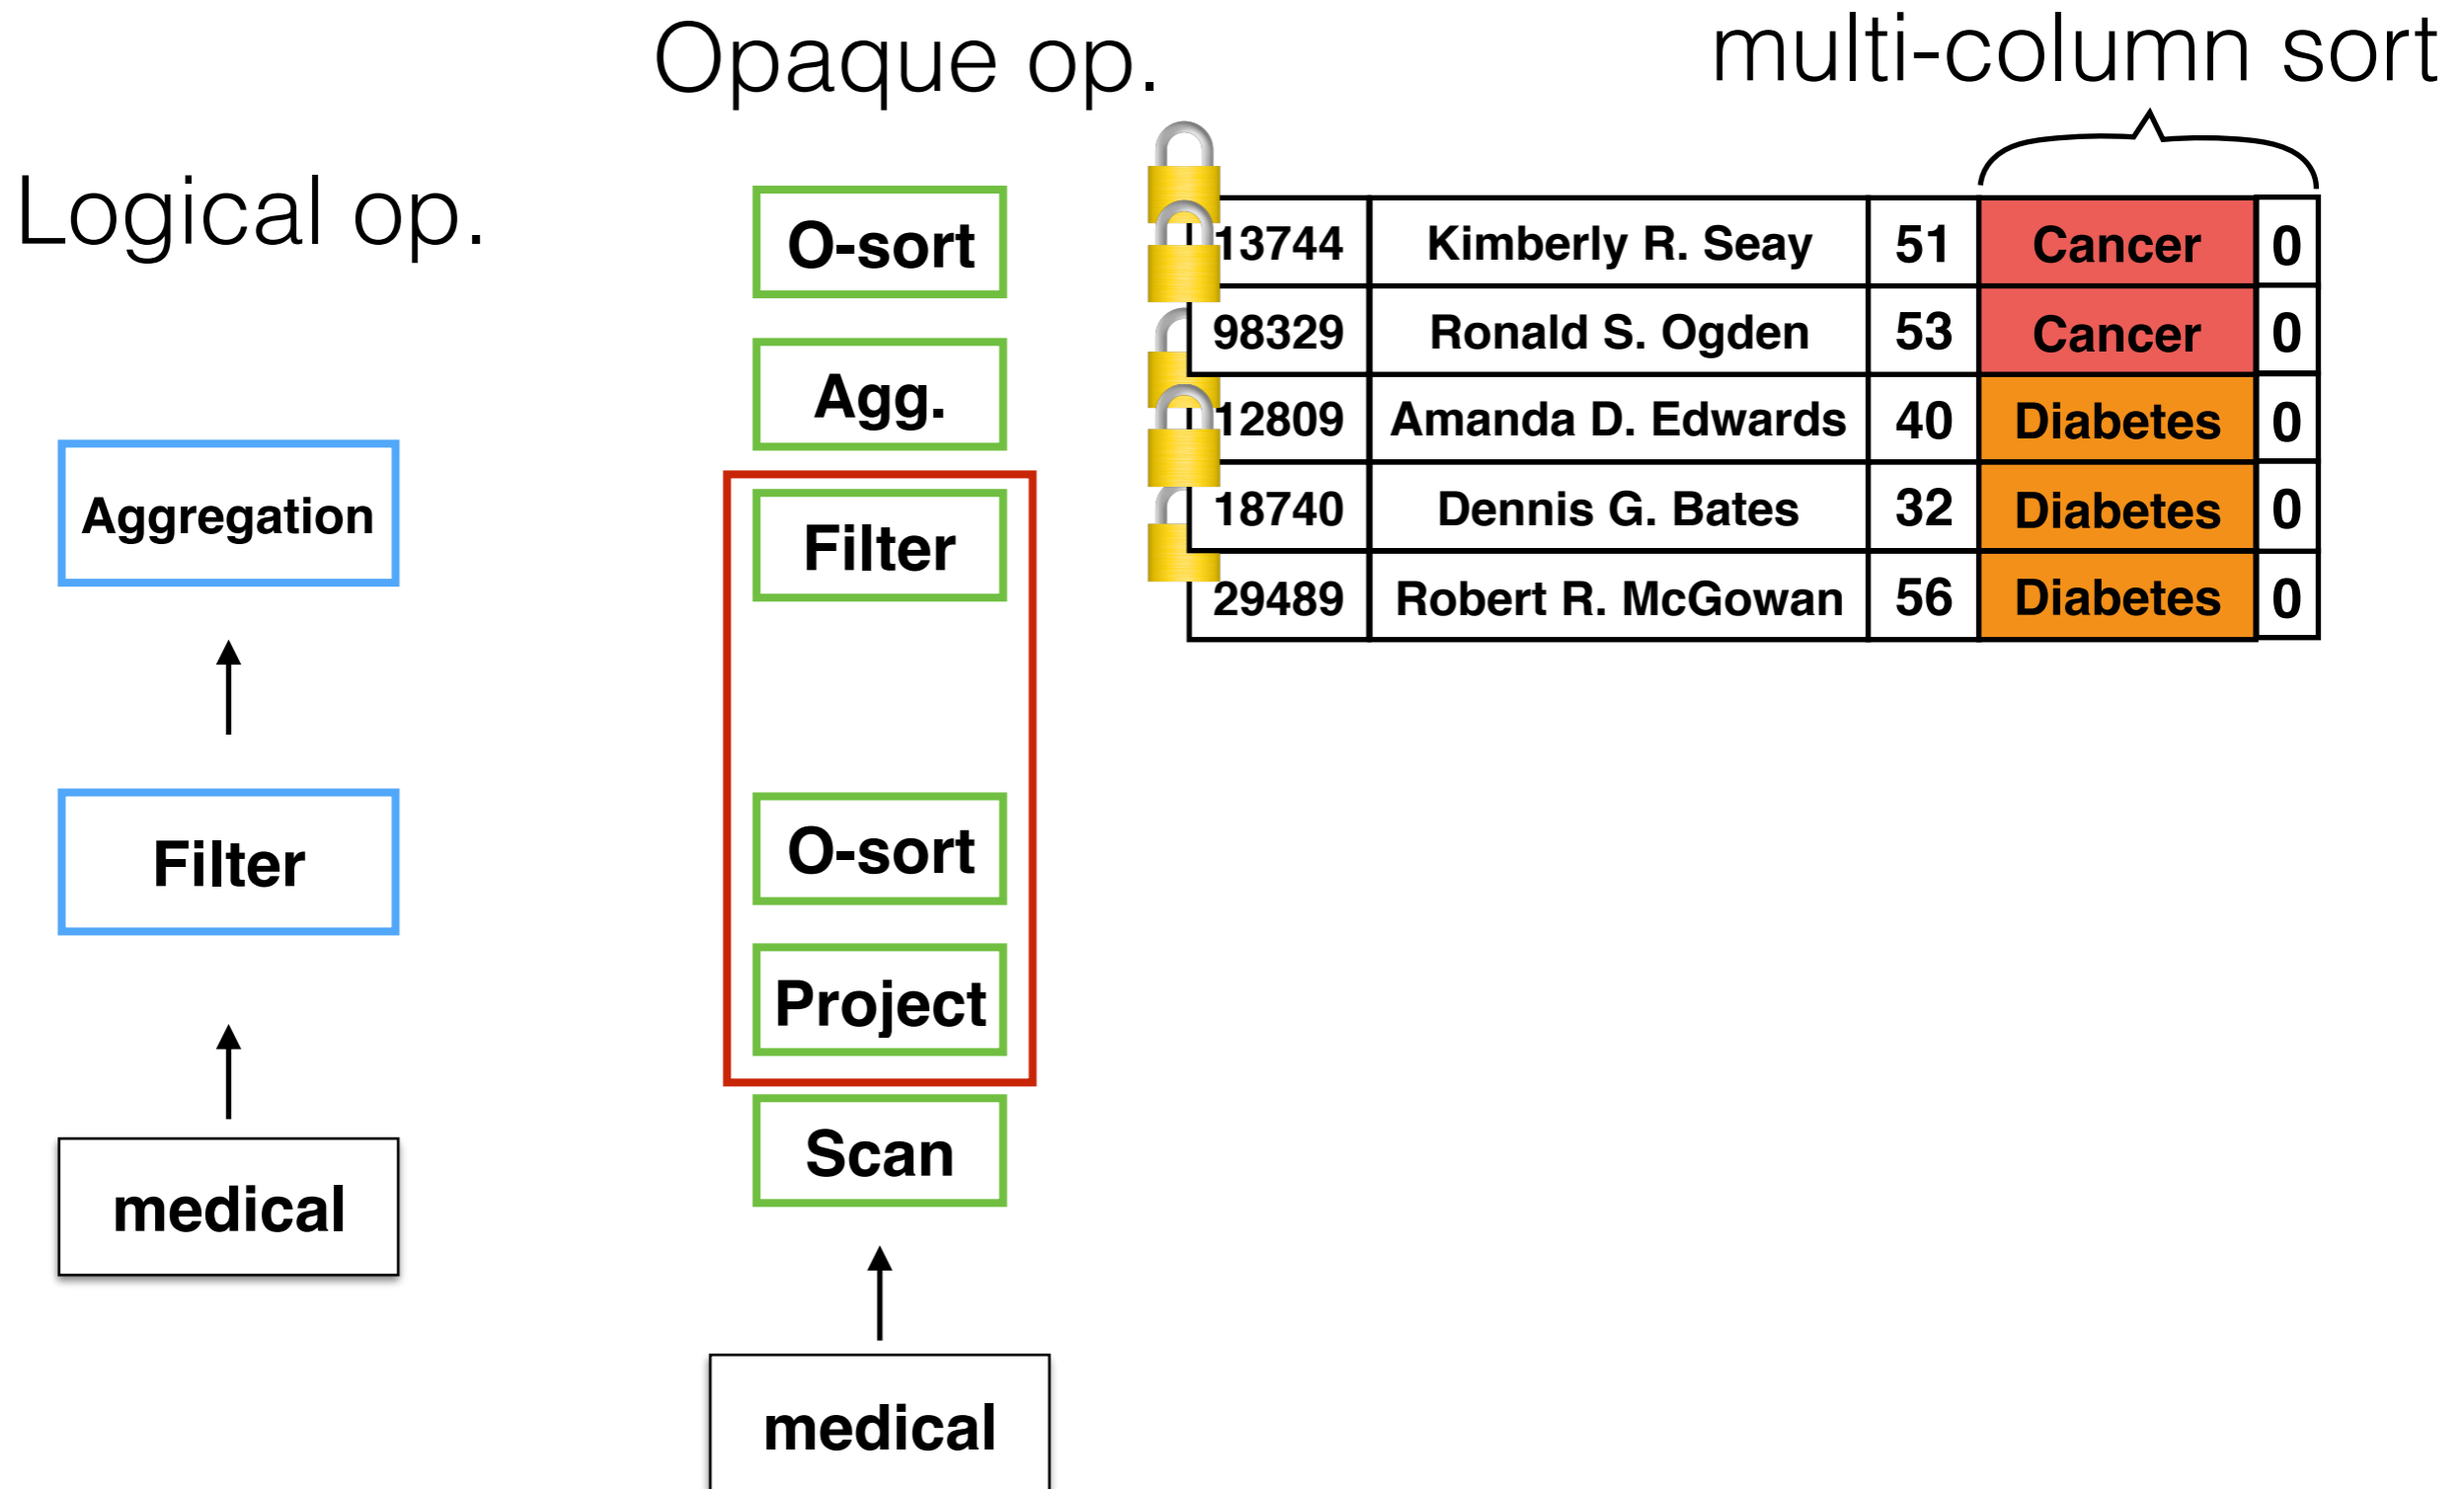 Opaque op.
multi-column sort
Logical op.
O-sort
Agg.
Filter
O-sort
Project
Scan
medical
Aggregation
Filter
medical
13744 Kimberly R. Seay 51 Cancer 0
98329 Ronald S. Ogden 53 Cancer 0
12809 Amanda D. Edwards 40 Diabetes 0
18740 Dennis G. Bates 32 Diabetes 0
29489 Robert R. McGowan 56 Diabetes 0